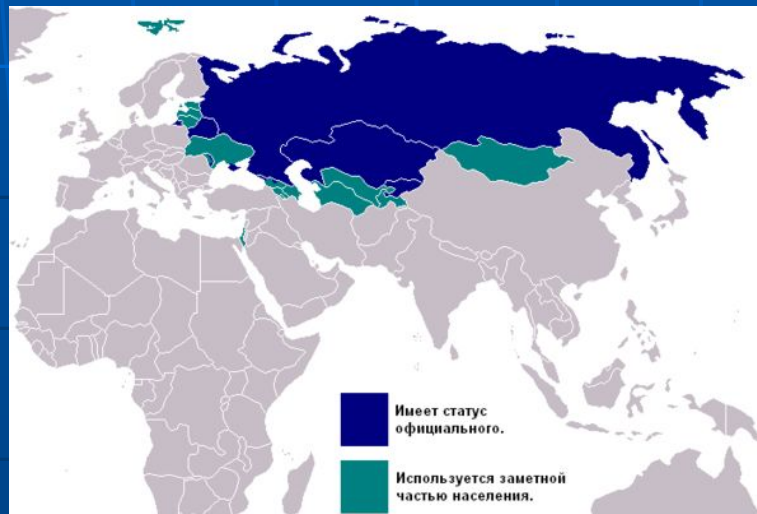 Имеет статус
официального.
Используется заметной
частью населения.